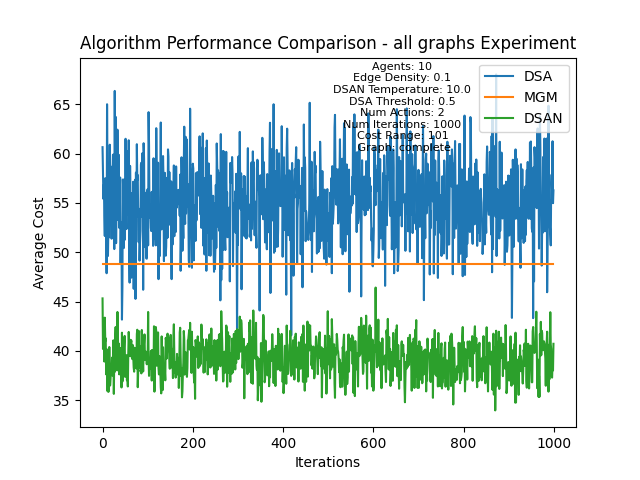 Algorithm Performance Comparison - all graphs Experiment
Agents: 10
Edge Density: 0.1
DSAN Temperature: 10.0
DSA Threshold: 0.5
Num Actions: 2
Num Iterations: 1000
Cost Range: 101
Graph: complete
DSA
MGM
DSAN
Average Cost
65
60
55
50
45
40
35
0
200
400
600
800
1000
Iterations